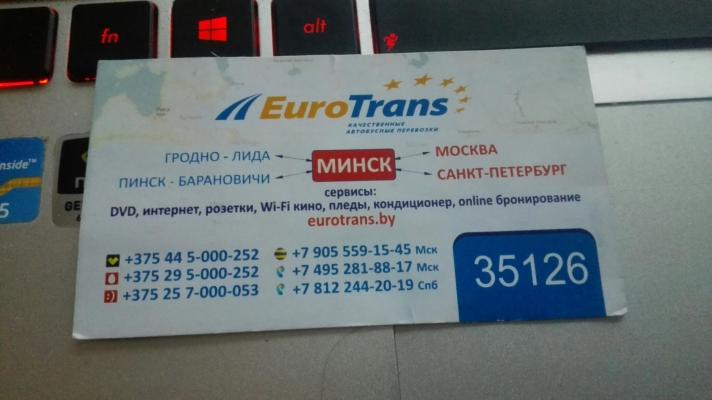 fn
alt
EuroTrans
КАЧЕСТВЕННЫЕ
АВТОБУСНЫЕ ПЕРЕВОЗКИ
ГРОДНО - ЛИДА
ПИНСК - БАРАНОВИЧИ
МИНСК
МОСКВА
САНКТ-ПЕТЕРБУРГ
сервисы:
DVD, интернет, розетки, Wi-Fi кино, пледы, кондиционер, online бронирование
eurotrans.by
+375 44 5-000-252
+375 29 5-000-252
+375 25 7-000-053
+7 905 559-15-45 Мск
+7 495 281-88-17 Мск
+7 812 244-20-19 Спб
35126
inside™
5